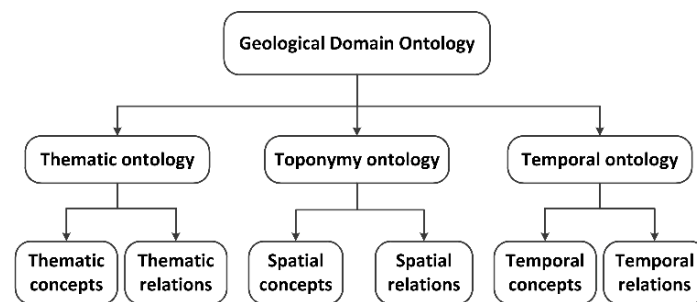 Geological Domain Ontology
Thematic ontology
Toponymy ontology
Temporal ontology
Thematic
concepts
Thematic
relations
Spatial
concepts
Spatial
relations
Temporal
concepts
Temporal
relations